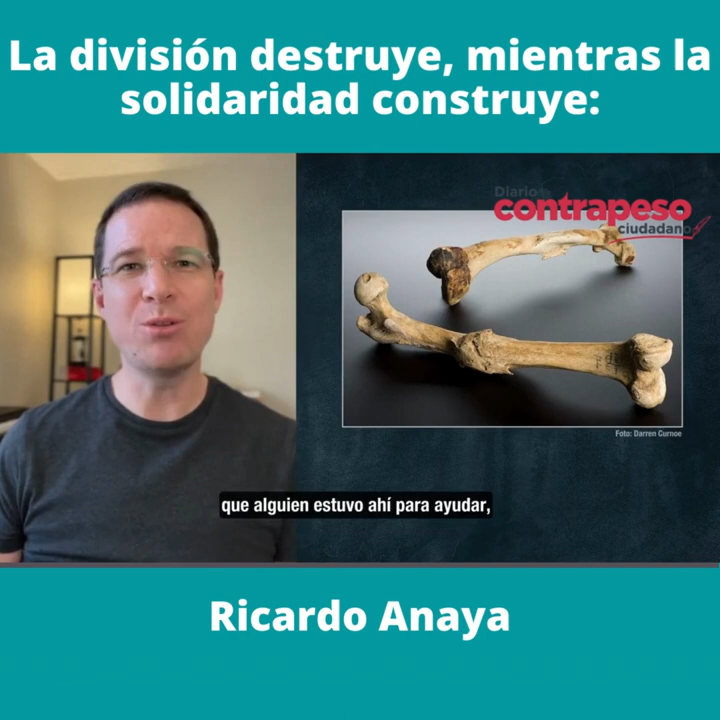 La división destruye, mientras la
solidaridad construye:
Diario
contrapeso
ciudadano
Foto: Darren Curnoe
que alguien estuvo ahí para ayudar,
Ricardo Anaya